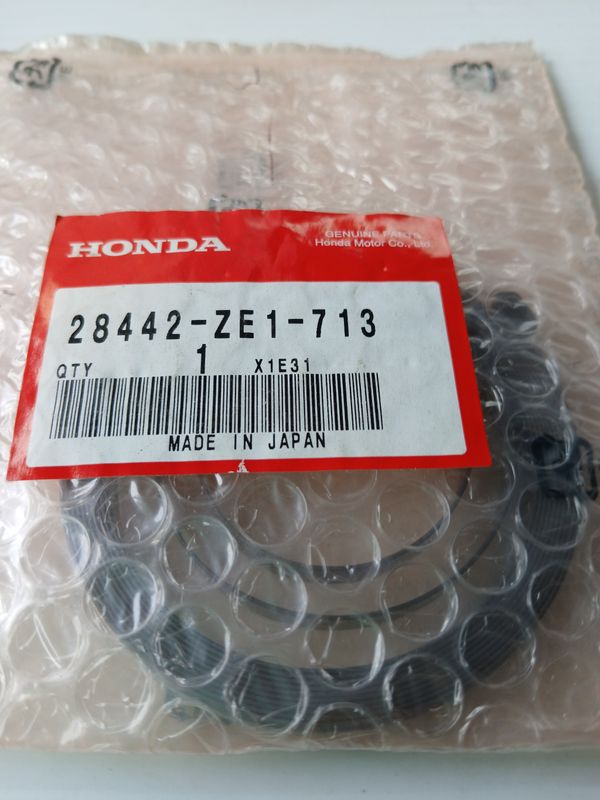 HONDA
GENUINE PARTS
Honda Motor Co., Ltd
28442-ZE1-713
QTY 1 X1E31
MADE IN JAPAN